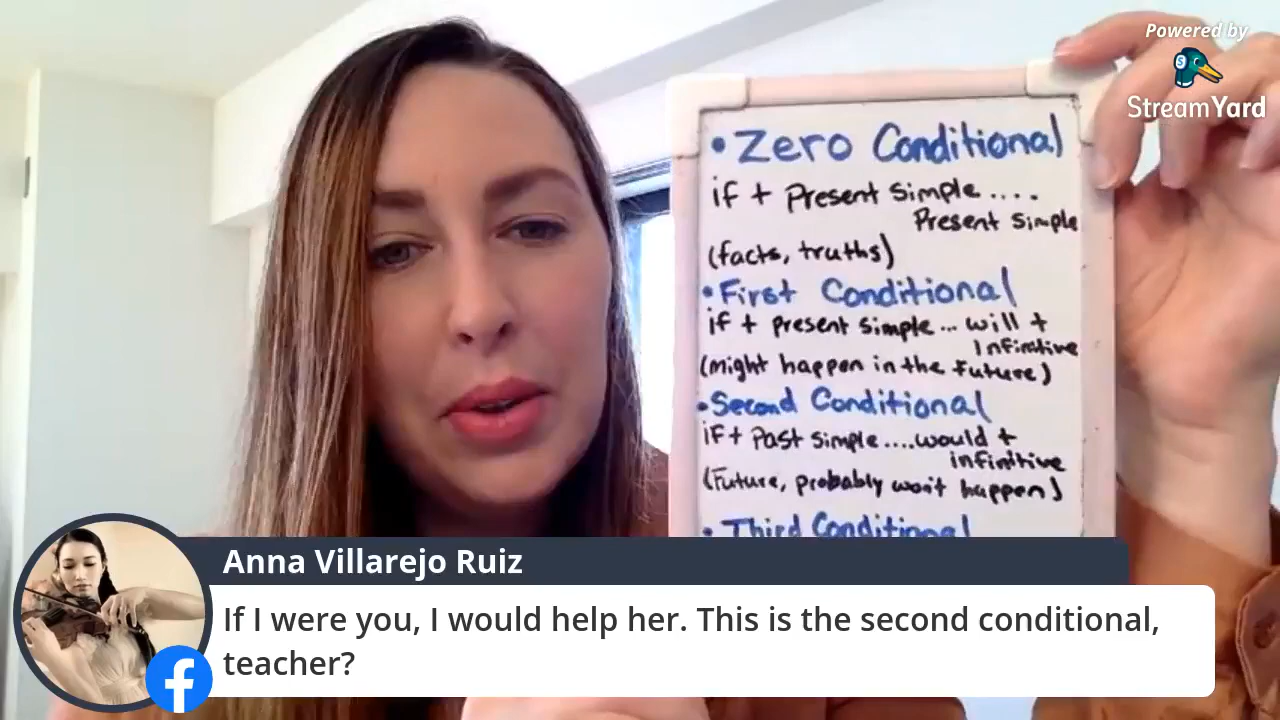 Powered by
StreamYard
• Zero Conditional
if + Present Simple....
Present Simple
(facts, truths)
• First Conditional
if + present simple... will +
Infinitive
(might happen in the future)
• Second Conditional
if + Past simple....would +
infinitive
(Future, probably won't happen)
• Third Conditional
Anna Villarejo Ruiz
If I were you, I would help her. This is the second conditional,
teacher?